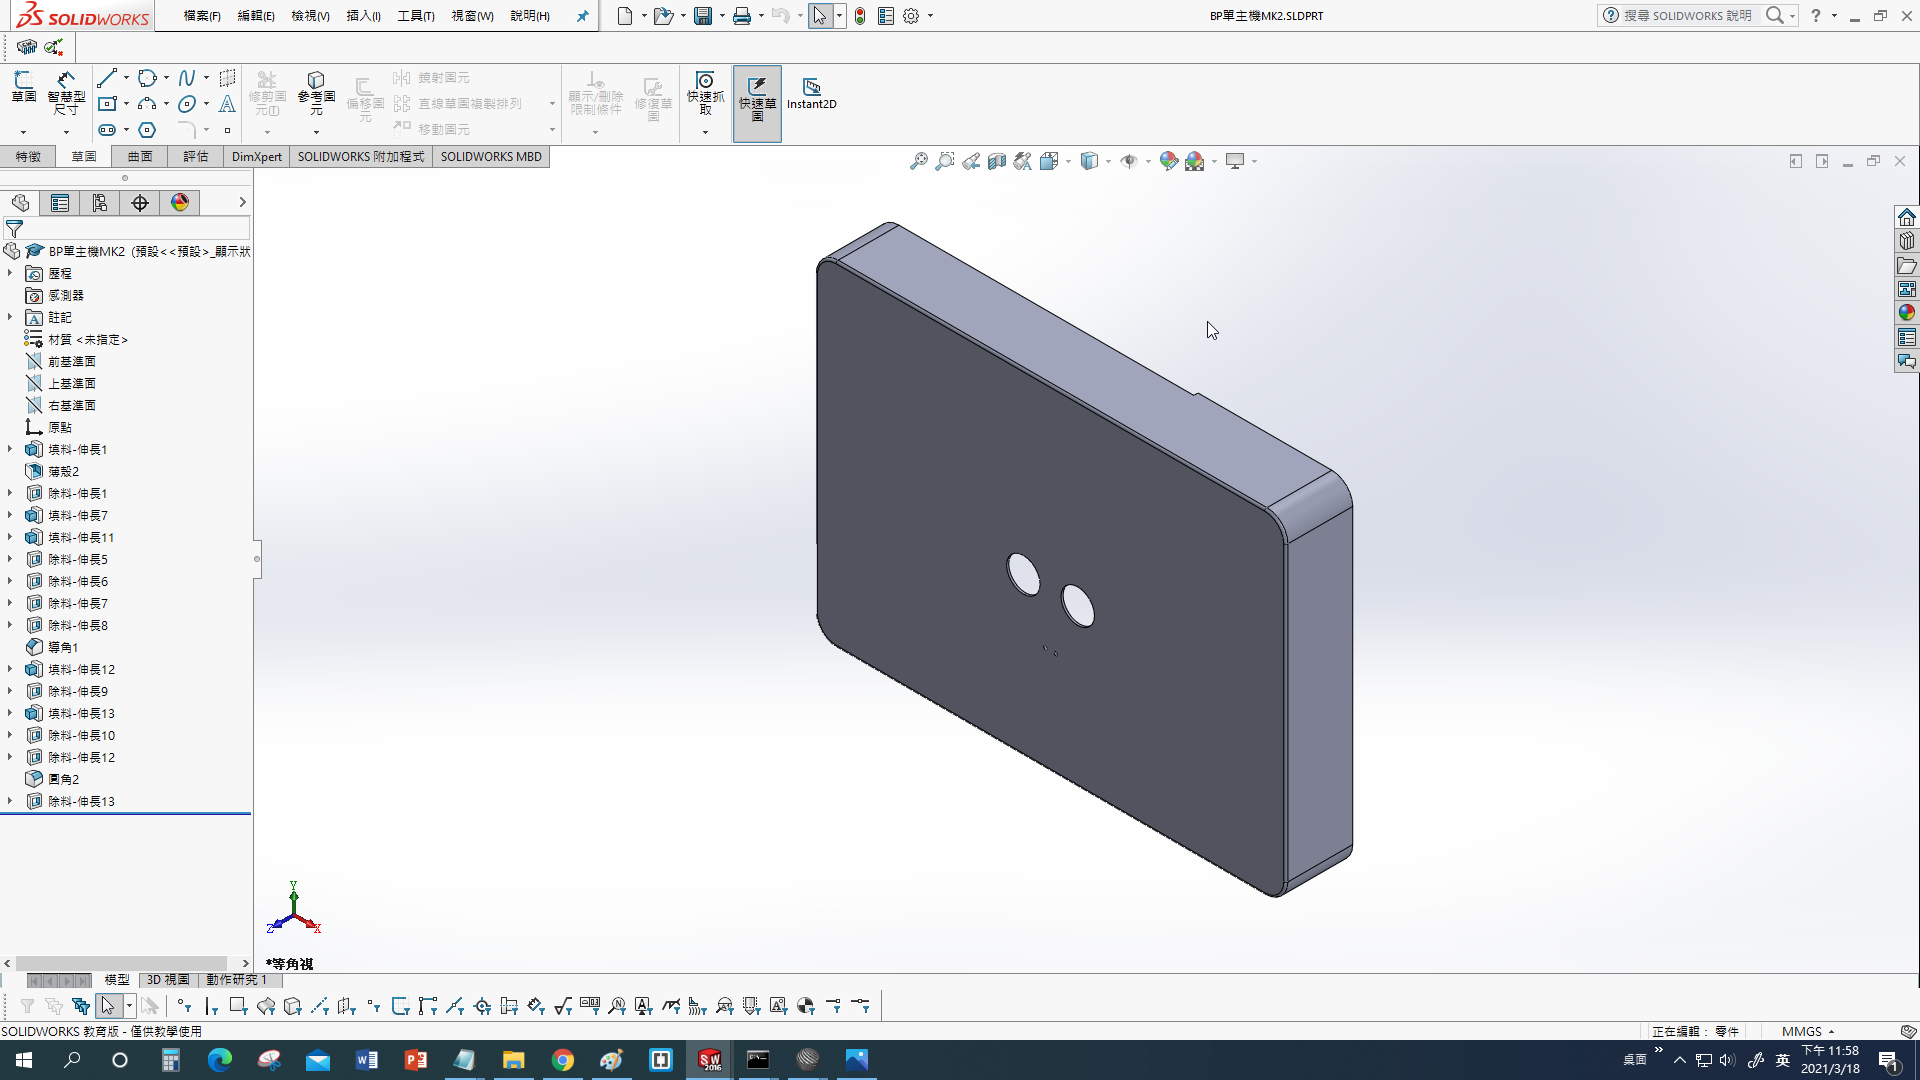 SOLIDWORKS 檔案(F) 編輯(E) 檢視(V) 插入(I) 工具(T) 視窗(W) 說明(H) BP單主機MK2.SLDPRT 搜尋 SOLIDWORKS 說明
草圖 智慧型尺寸 修剪圖元(I) 參考圖元 偏移圖元 鏡射圖元 顯示/刪除限制條件 修復草圖 快速抓取 快速草圖 Instant2D
直線草圖複製排列
移動圖元
特徵 草圖 曲面 評估 DimXpert SOLIDWORKS 附加程式 SOLIDWORKS MBD
BP單主機MK2 (預設<<預設>_顯示狀
歷程
感測器
註記
材質 <未指定>
前基準面
上基準面
右基準面
原點
填料-伸長1
薄殼2
除料-伸長1
填料-伸長7
填料-伸長11
除料-伸長5
除料-伸長6
除料-伸長7
除料-伸長8
導角1
填料-伸長12
除料-伸長9
填料-伸長13
除料-伸長10
除料-伸長12
圓角2
除料-伸長13
Y
Z X
*等角視
模型 3D 視圖 動作研究 1
SOLIDWORKS 教育版 - 僅供教學使用 正在編輯： 零件 MMGS
桌面 英 下午 11:58
2021/3/18